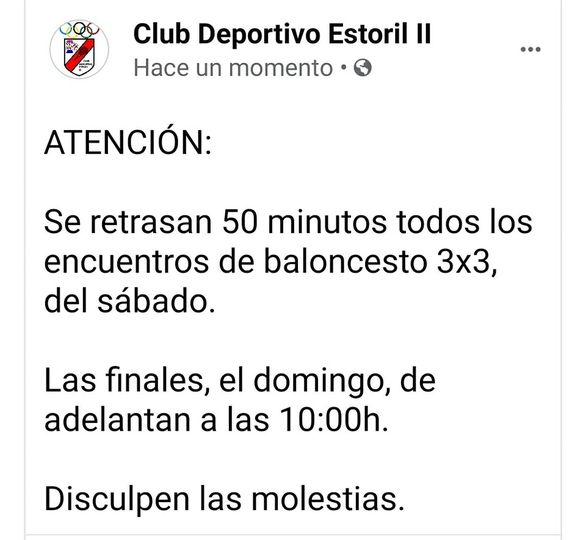 Club Deportivo Estoril II
Hace un momento •
ATENCIÓN:
Se retrasan 50 minutos todos los
encuentros de baloncesto 3x3,
del sábado.
Las finales, el domingo, de
adelantan a las 10:00h.
Disculpen las molestias.